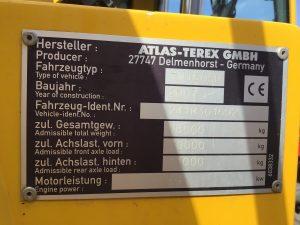 Hersteller :
Producer :
ATLAS-TEREX GMBH
27747 Delmenhorst - Germany
Fahrzeugtyp :
Type of vehicle :
Baujahr :
Year of construction :
Fahrzeug-Ident.Nr. :
Vehicle-ident.No. :
zul. Gesamtgew. :
Admissible total weight :
kg
zul. Achslast, vorn :
Admissible front axle load :
kg
zul. Achslast, hinten :
Admissible rear axle load :
kg
Motorleistung :
Engine power :
kW